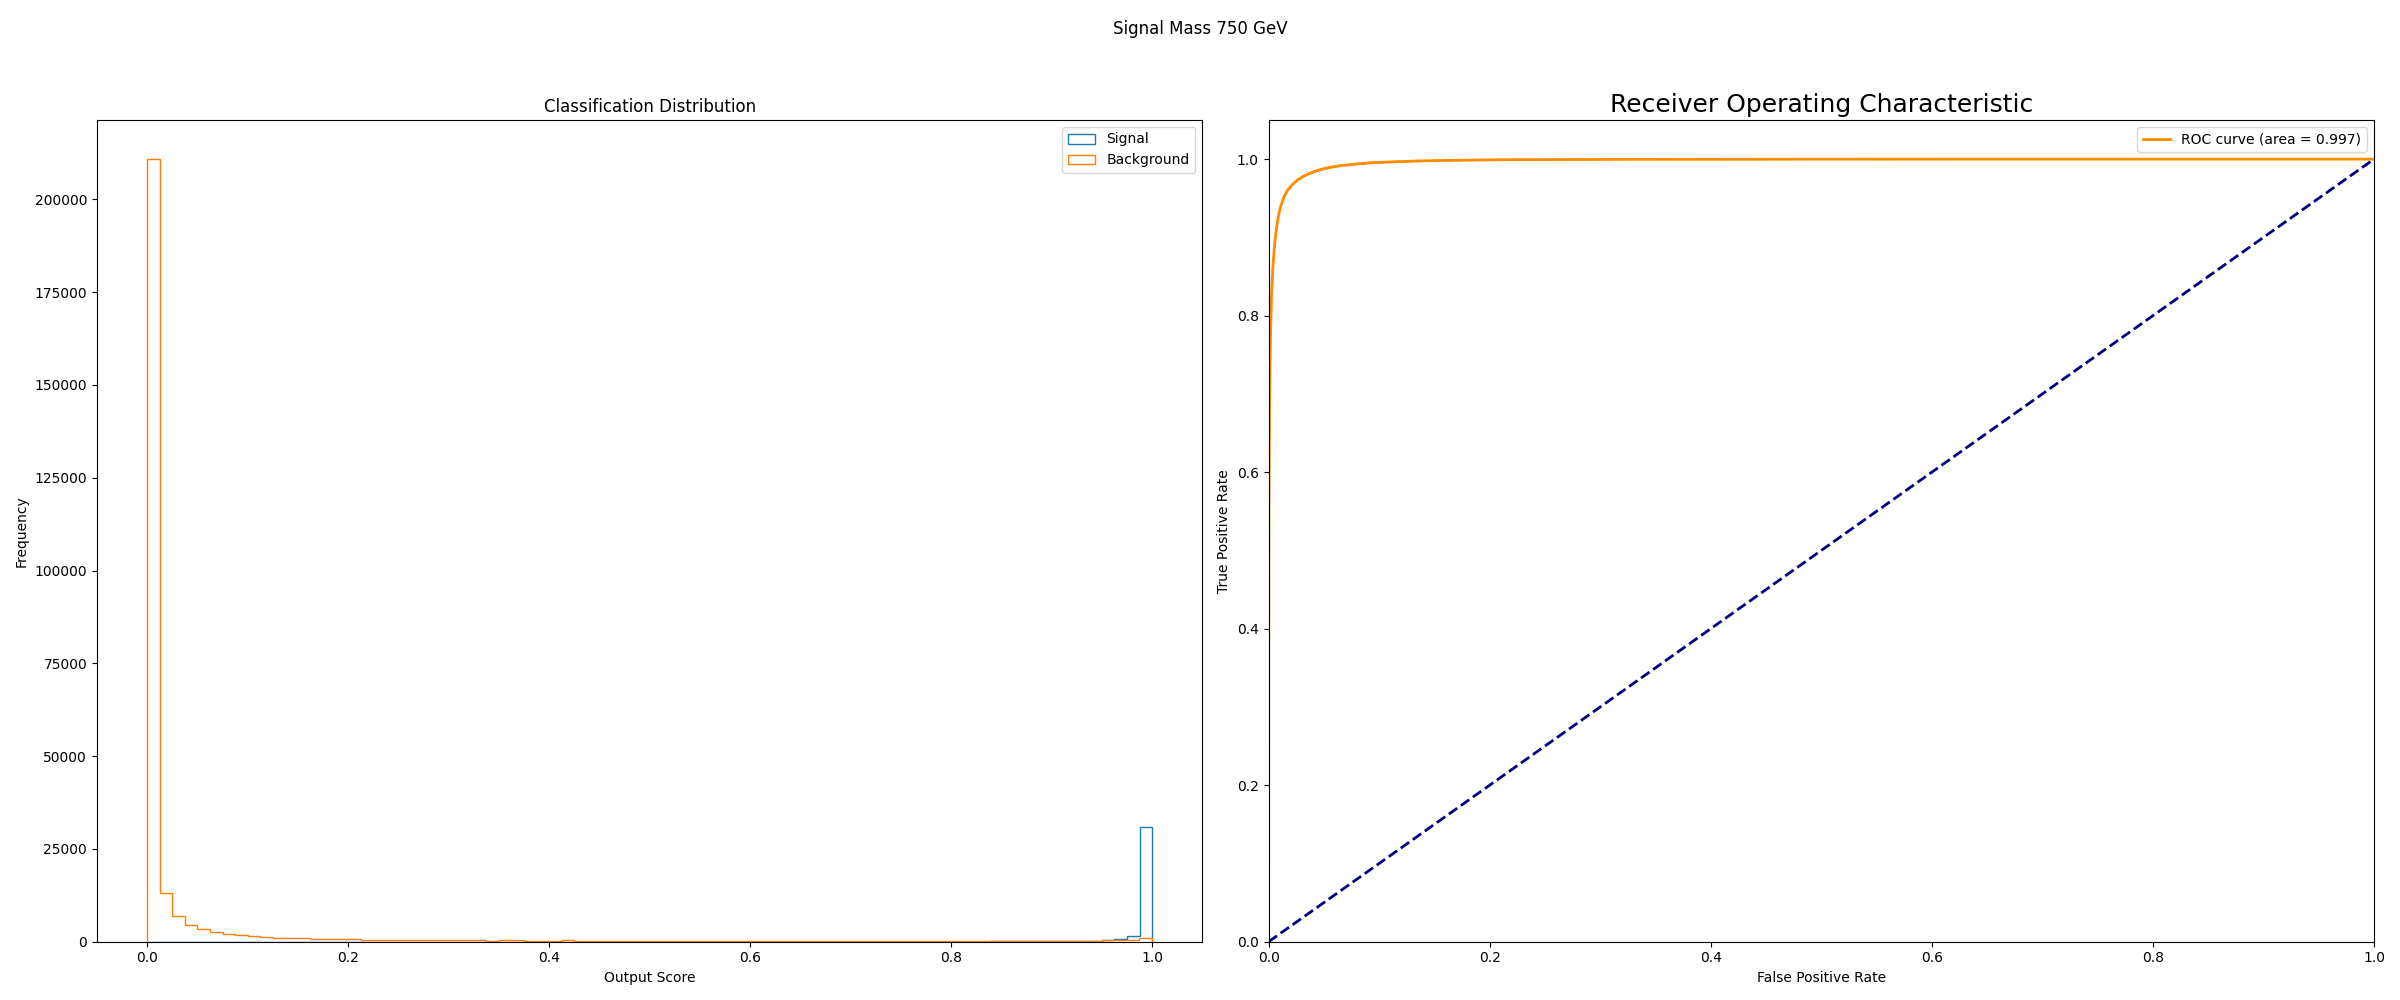 Signal Mass 750 GeV
Classification Distribution
Signal
Background
200000
175000
150000
125000
100000
75000
50000
25000
0
Frequency
0.0 0.2 0.4 0.6 0.8 1.0
Output Score
Receiver Operating Characteristic
ROC curve (area = 0.997)
1.0
0.8
0.6
0.4
0.2
0.0
True Positive Rate
0.0 0.2 0.4 0.6 0.8 1.0
False Positive Rate